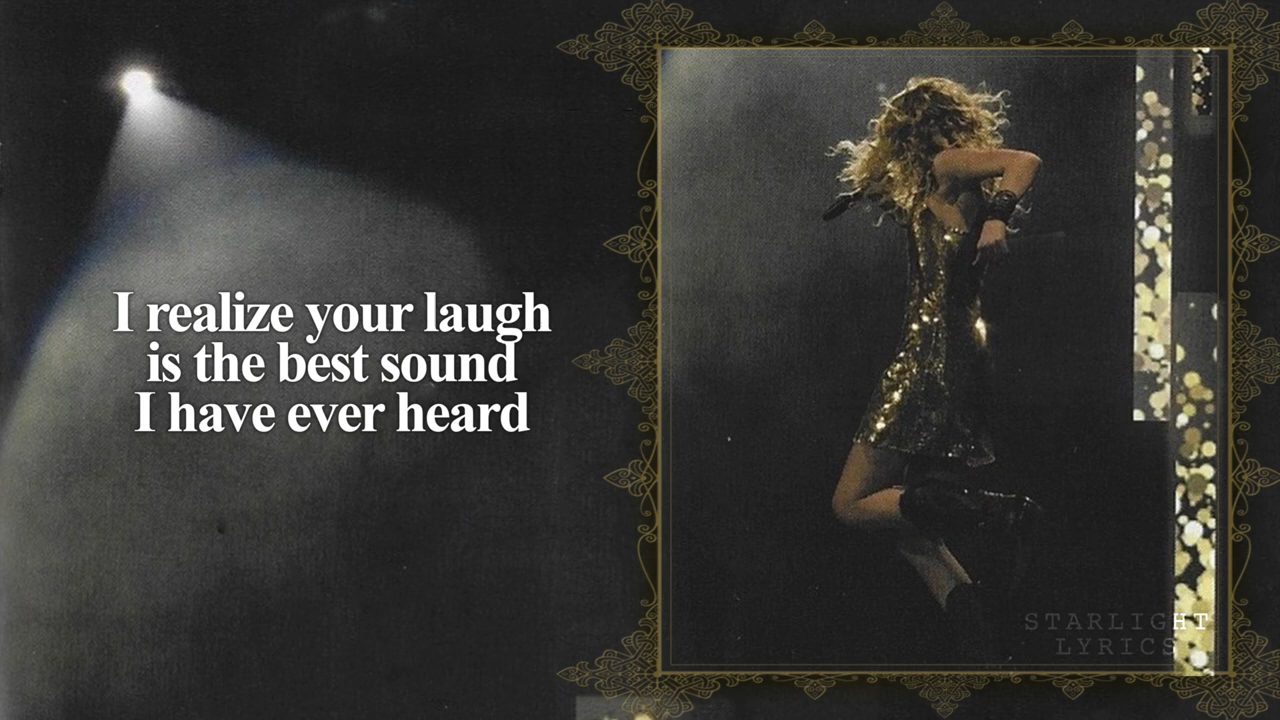 I realize your laugh
is the best sound
I have ever heard
STARLIGHT
LYRICS